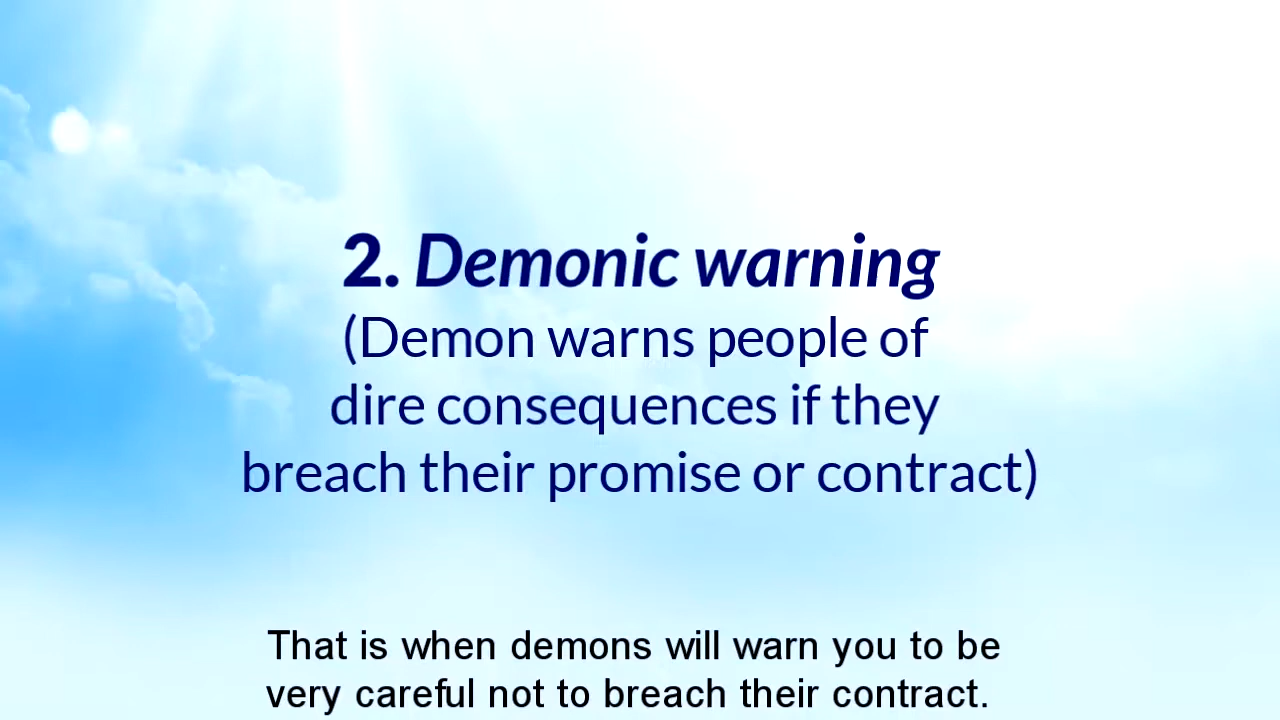 2. Demonic warning
(Demon warns people of
dire consequences if they
breach their promise or contract)
That is when demons will warn you to be
very careful not to breach their contract.